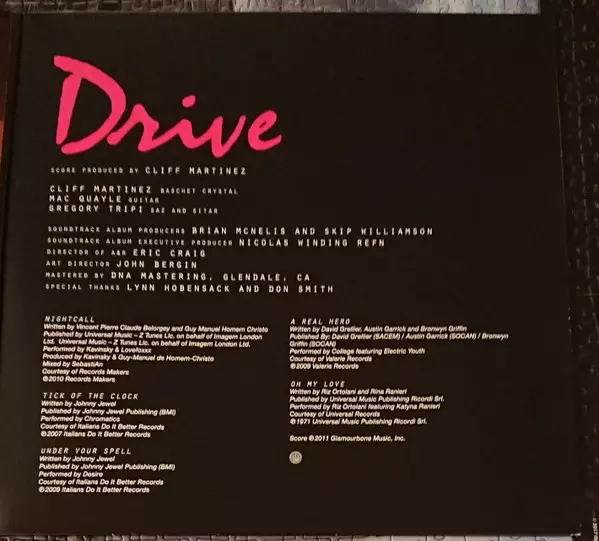 Drive
SCORE PRODUCED BY CLIFF MARTINEZ
CLIFF MARTINEZ BASCHET CRYSTAL
MAC QUAYLE GUITAR
GREGORY TRIPI SAZ AND SITAR
SOUNDTRACK ALBUM PRODUCERS BRIAN MCNELIS AND SKIP WILLIAMSON
SOUNDTRACK ALBUM EXECUTIVE PRODUCER NICOLAS WINDING REFN
DIRECTOR OF A&R ERIC CRAIG
ART DIRECTOR JOHN BERGIN
MASTERED BY DNA MASTERING, GLENDALE, CA
SPECIAL THANKS LYNN HOBENSACK AND DON SMITH
NIGHTCALL
Written by Vincent Pierre Claude Belorgey and Guy Manuel Homem Christo
Published by Universal Music – Z Tunes Llc. on behalf of Imagem London
Ltd. Universal Music – Z Tunes Llc. on behalf of Imagem London Ltd.
Performed by Kavinsky & Lovefoxxx
Produced by Kavinsky & Guy-Manuel de Homem-Christo
Mixed by SebastiAn
Courtesy of Records Makers
℗2010 Records Makers
TICK OF THE CLOCK
Written by Johnny Jewel
Published by Johnny Jewel Publishing (BMI)
Performed by Chromatics
Courtesy of Italians Do It Better Records
℗2007 Italians Do It Better Records
UNDER YOUR SPELL
Written by Johnny Jewel
Published by Johnny Jewel Publishing (BMI)
Performed by Desire
Courtesy of Italians Do It Better Records
℗2009 Italians Do It Better Records
A REAL HERO
Written by David Grellier, Austin Garrick and Bronwyn Griffin
Published By: David Grellier (SACEM) / Austin Garrick (SOCAN) / Bronwyn
Griffin (SOCAN)
Performed by College featuring Electric Youth
Courtesy of Valerie Records
℗2009 Valerie Records
OH MY LOVE
Written by Riz Ortolani and Rina Ranieri
Published by Universal Music Publishing Ricordi Srl.
Performed by Riz Ortolani featuring Katyna Ranieri
Courtesy of Universal Records
℗1971 Universal Music Publishing Ricordi Srl.
Score ℗2011 Glamourbone Music, Inc.